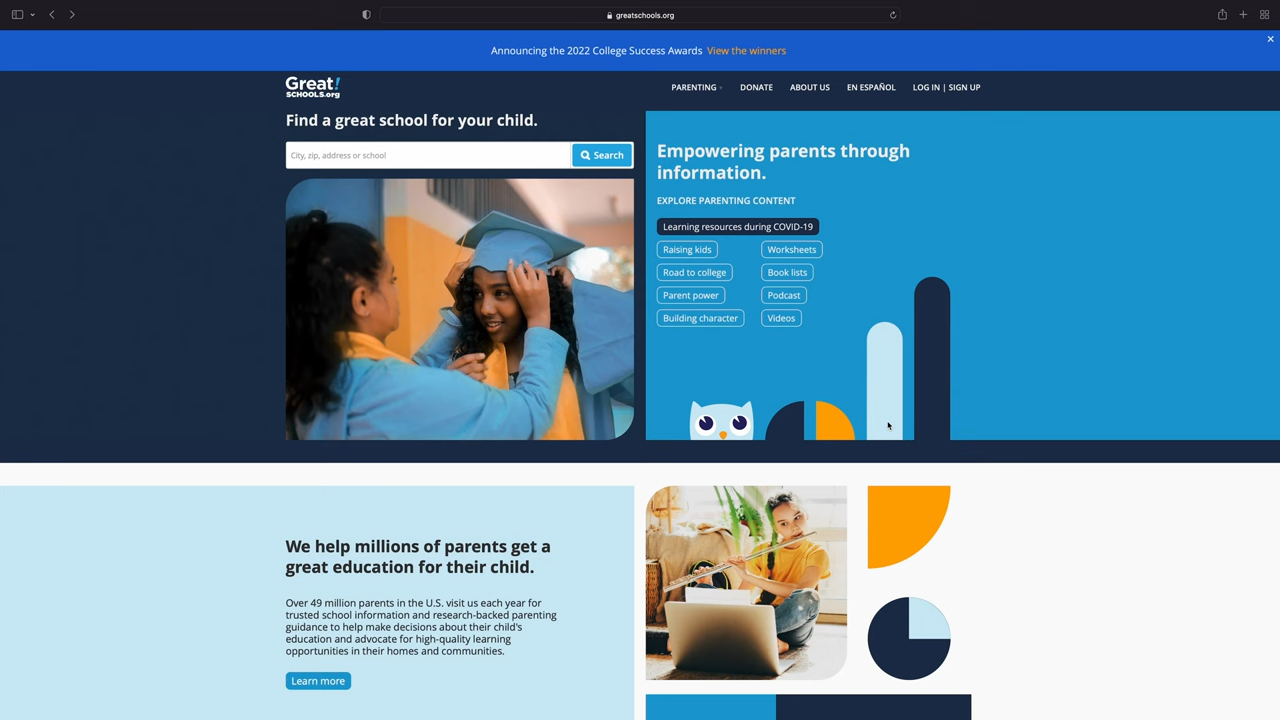 greatschools.org
Announcing the 2022 College Success Awards View the winners
Great!
SCHOOLS.org
PARENTING
DONATE
ABOUT US
EN ESPAÑOL
LOG IN | SIGN UP
Find a great school for your child.
City, zip, address or school
Search
Empowering parents through
information.
EXPLORE PARENTING CONTENT
Learning resources during COVID-19
Raising kids
Worksheets
Road to college
Book lists
Parent power
Podcast
Building character
Videos
We help millions of parents get a
great education for their child.
Over 49 million parents in the U.S. visit us each year for
trusted school information and research-backed parenting
guidance to help make decisions about their child's
education and advocate for high-quality learning
opportunities in their homes and communities.
Learn more